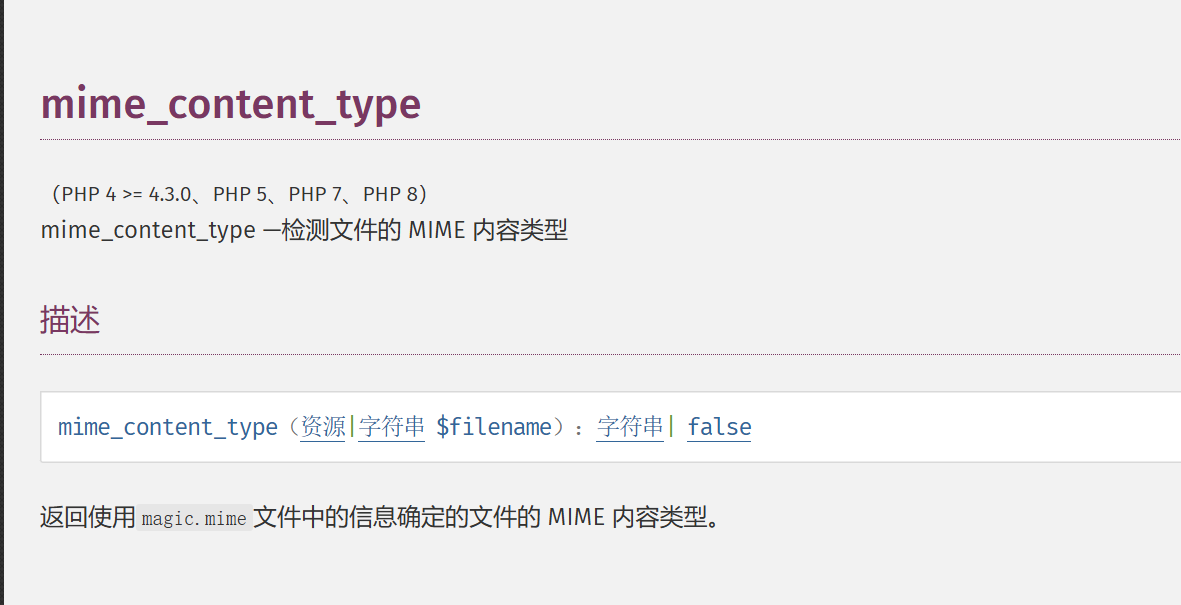 mime_content_type
（PHP 4 >= 4.3.0、PHP 5、PHP 7、PHP 8）
mime_content_type —检测文件的 MIME 内容类型
描述
mime_content_type（资源|字符串 $filename）：字符串| false
返回使用magic.mime文件中的信息确定的文件的 MIME 内容类型。